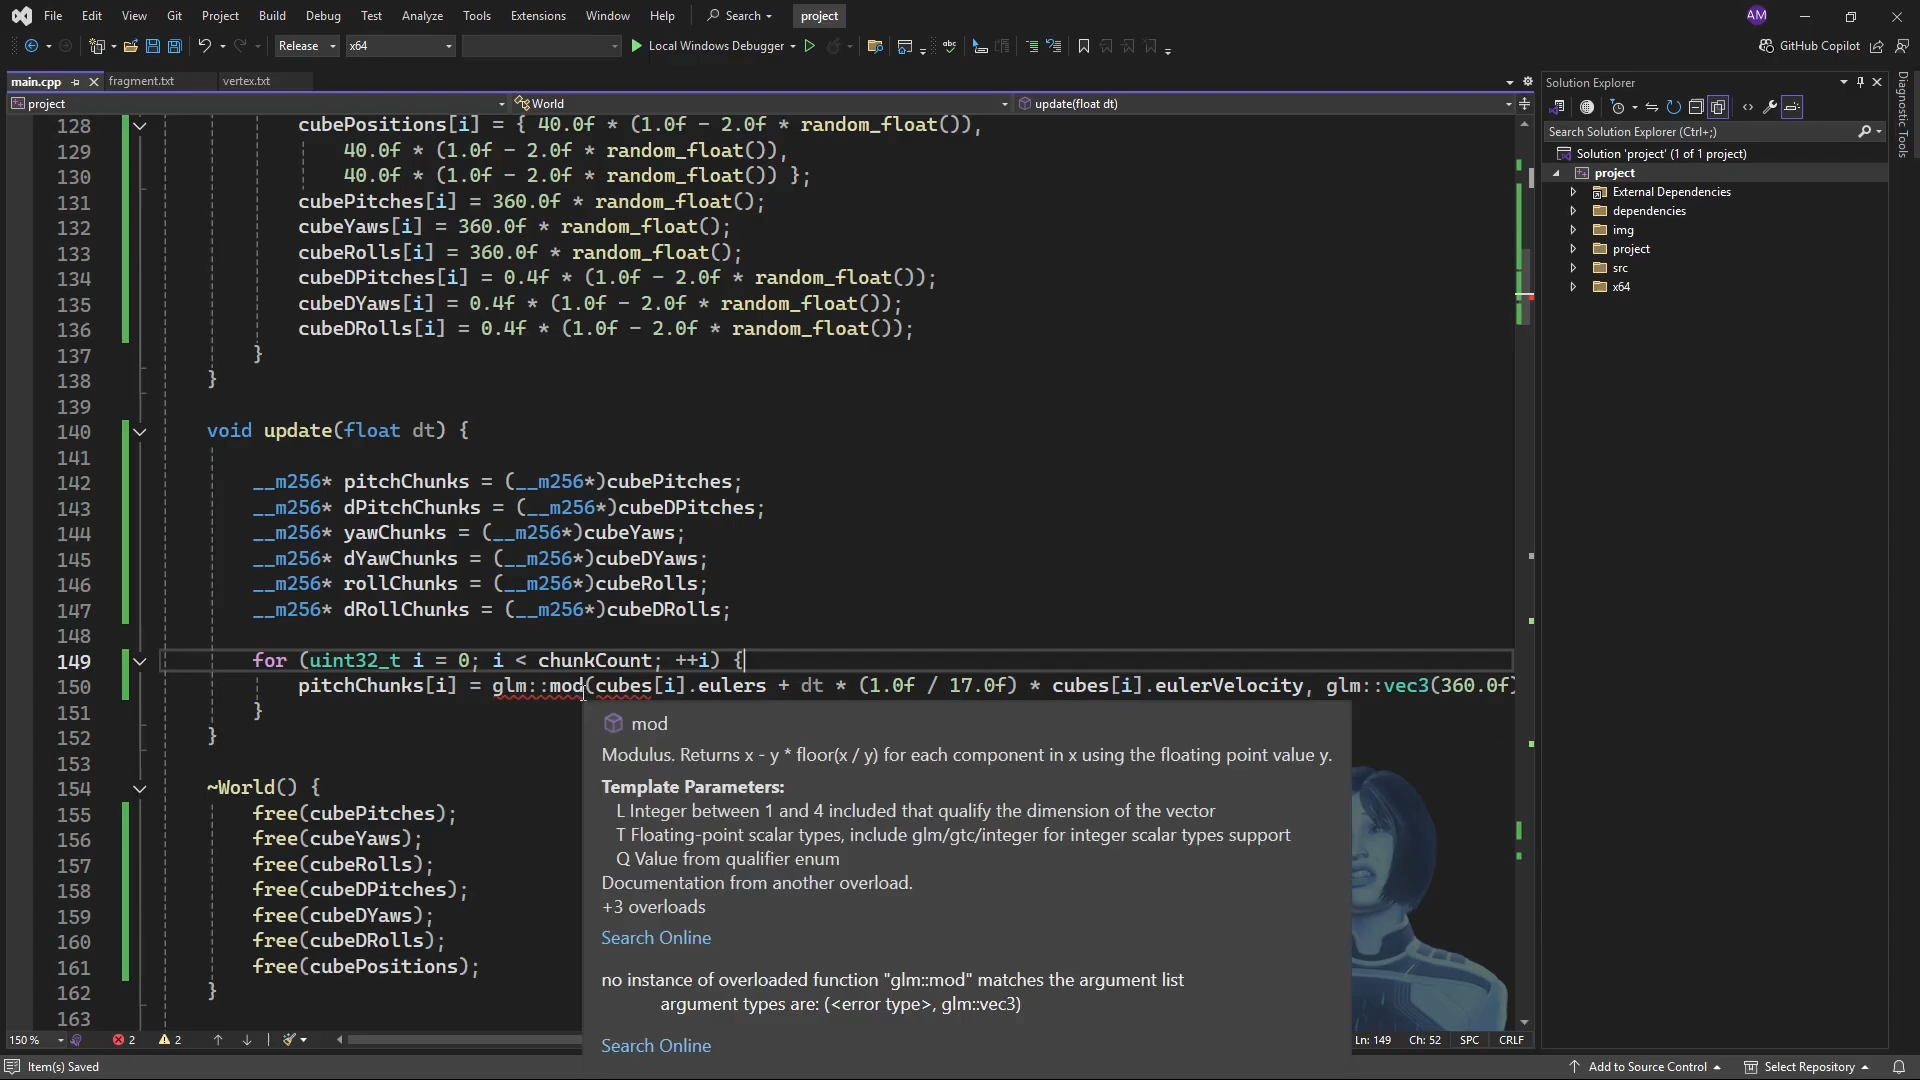 File Edit View Git Project Build Debug Test Analyze Tools Extensions Window Help Search project AM
Release x64 Local Windows Debugger GitHub Copilot
main.cpp fragment.txt vertex.txt
project World update(float dt)
128 cubePositions[i] = { 40.0f * (1.0f - 2.0f * random_float()),
129 40.0f * (1.0f - 2.0f * random_float()),
130 40.0f * (1.0f - 2.0f * random_float()) };
131 cubePitches[i] = 360.0f * random_float();
132 cubeYaws[i] = 360.0f * random_float();
133 cubeRolls[i] = 360.0f * random_float();
134 cubeDPitches[i] = 0.4f * (1.0f - 2.0f * random_float());
135 cubeDYaws[i] = 0.4f * (1.0f - 2.0f * random_float());
136 cubeDRolls[i] = 0.4f * (1.0f - 2.0f * random_float());
137 }
138 }
139
140 void update(float dt) {
141
142 __m256* pitchChunks = (__m256*)cubePitches;
143 __m256* dPitchChunks = (__m256*)cubeDPitches;
144 __m256* yawChunks = (__m256*)cubeYaws;
145 __m256* dYawChunks = (__m256*)cubeDYaws;
146 __m256* rollChunks = (__m256*)cubeRolls;
147 __m256* dRollChunks = (__m256*)cubeDRolls;
148
149 for (uint32_t i = 0; i < chunkCount; ++i) {
150 pitchChunks[i] = glm::mod(cubes[i].eulers + dt * (1.0f / 17.0f) * cubes[i].eulerVelocity, glm::vec3(360.0f)
151 }
152 }
153
154 ~World() {
155 free(cubePitches);
156 free(cubeYaws);
157 free(cubeRolls);
158 free(cubeDPitches);
159 free(cubeDYaws);
160 free(cubeDRolls);
161 free(cubePositions);
162 }
163
mod
Modulus. Returns x - y * floor(x / y) for each component in x using the floating point value y.
Template Parameters:
L Integer between 1 and 4 included that qualify the dimension of the vector
T Floating-point scalar types, include glm/gtc/integer for integer scalar types support
Q Value from qualifier enum
Documentation from another overload.
+3 overloads
Search Online
no instance of overloaded function "glm::mod" matches the argument list
argument types are: (<error type>, glm::vec3)
Search Online
Solution Explorer
Search Solution Explorer (Ctrl+;)
Solution 'project' (1 of 1 project)
project
External Dependencies
dependencies
img
project
src
x64
Diagnostic Tools
150 % 2 2 Ln: 149 Ch: 52 SPC CRLF
Item(s) Saved Add to Source Control Select Repository